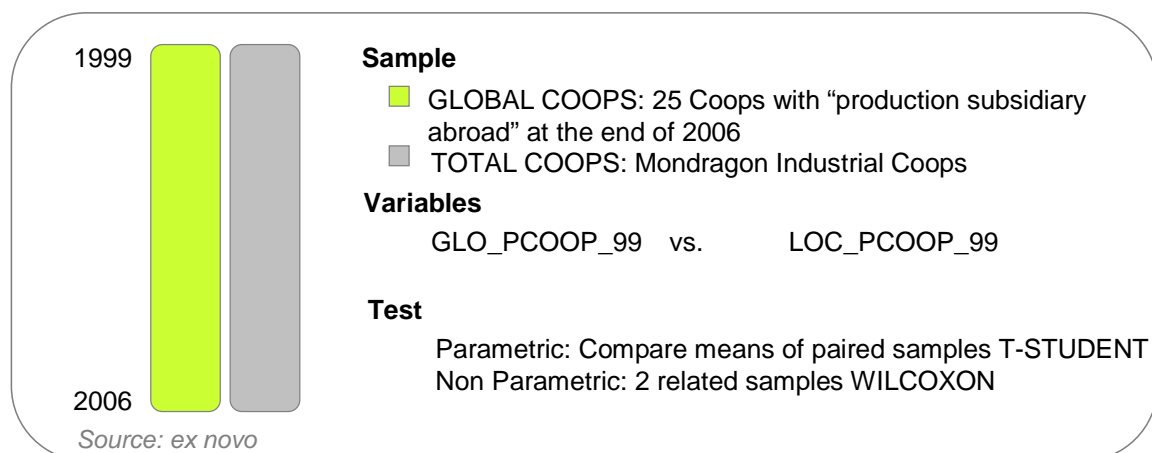 1999
Sample
GLOBAL COOPS: 25 Coops with “production subsidiary
abroad” at the end of 2006
TOTAL COOPS: Mondragon Industrial Coops
Variables
GLO_PCOOP_99 vs. LOC_PCOOP_99
Test
Parametric: Compare means of paired samples T-STUDENT
Non Parametric: 2 related samples WILCOXON
2006
Source: ex novo